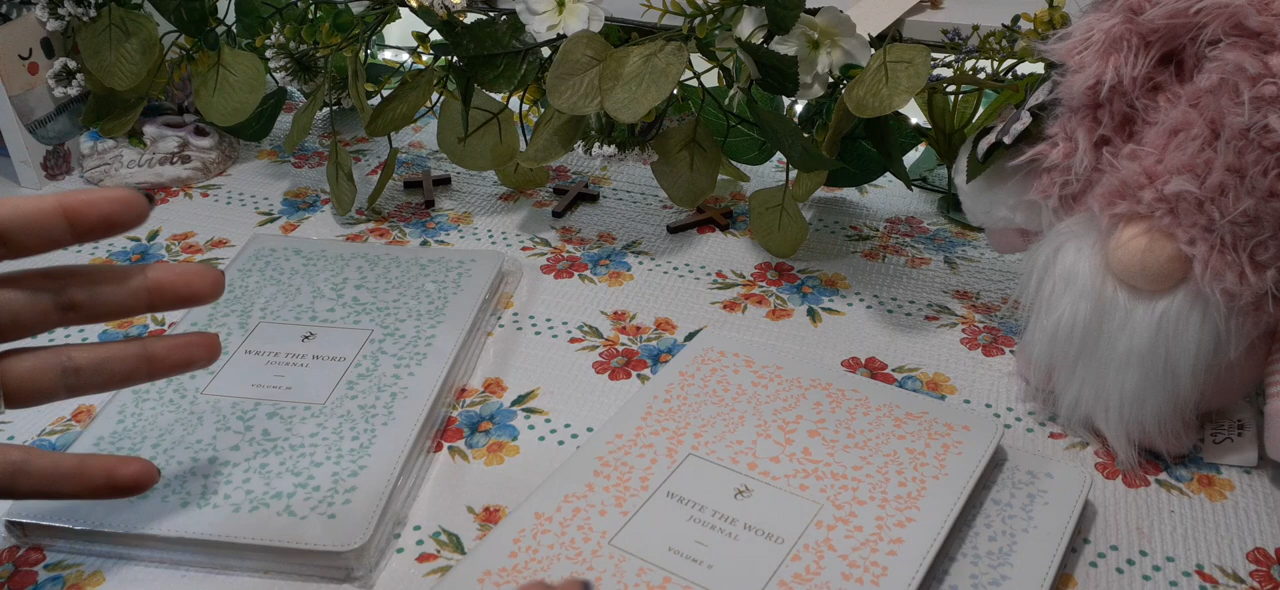 Believe
WRITE THE WORD
JOURNAL
VOLUME III
WRITE THE WORD
JOURNAL
VOLUME II